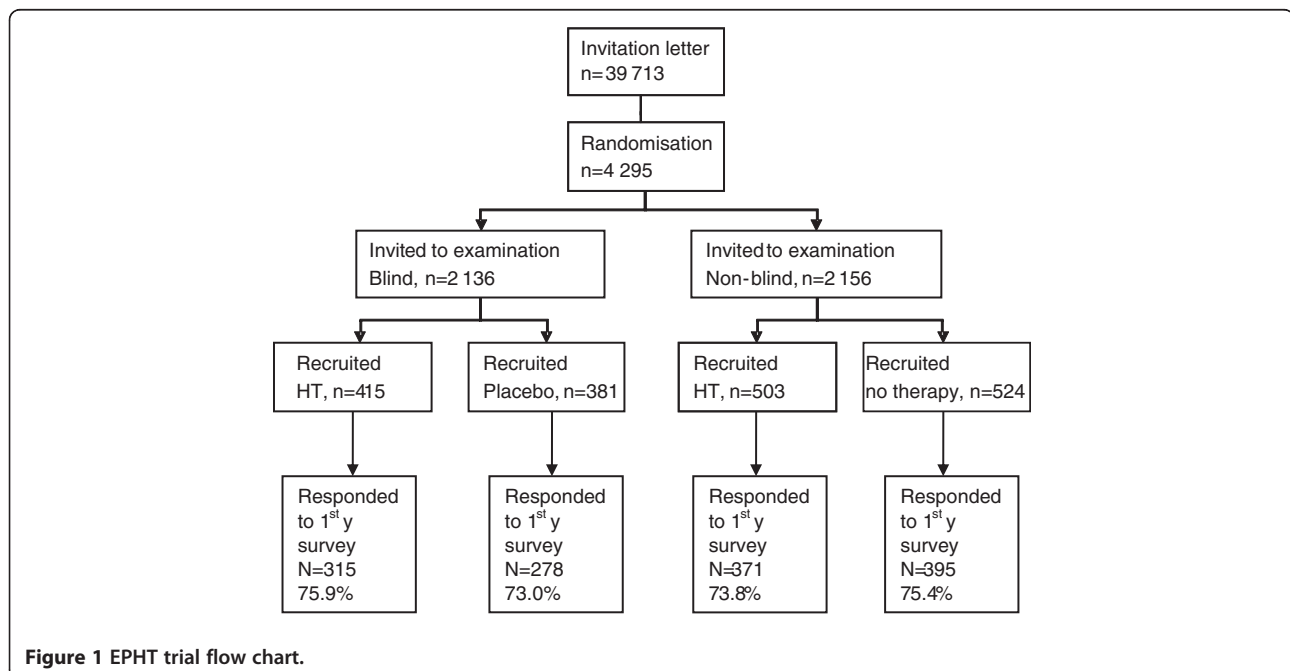 Invitation letter
n=39 713
Randomisation
n=4 295
Invited to examination
Blind, n=2 136
Invited to examination
Non-blind, n=2 156
Recruited
HT, n=415
Recruited
Placebo, n=381
Recruited
HT, n=503
Recruited
no therapy, n=524
Responded
to 1st y
survey
N=315
75.9%
Responded
to 1st y
survey
N=278
73.0%
Responded
to 1st y
survey
N=371
73.8%
Responded
to 1st y
survey
N=395
75.4%
Figure 1 EPHT trial flow chart.